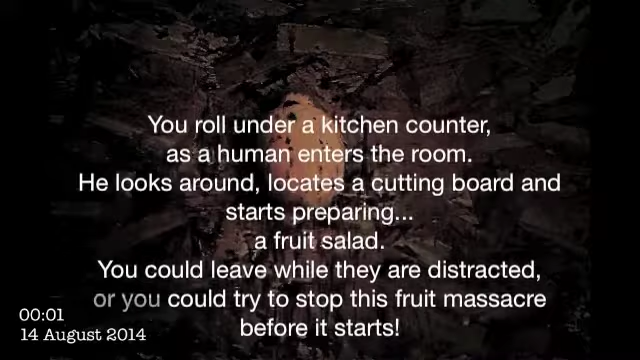 You roll under a kitchen counter,
as a human enters the room.
He looks around, locates a cutting board and
starts preparing...
a fruit salad.
You could leave while they are distracted,
or you could try to stop this fruit massacre
before it starts!
00:01
14 August 2014